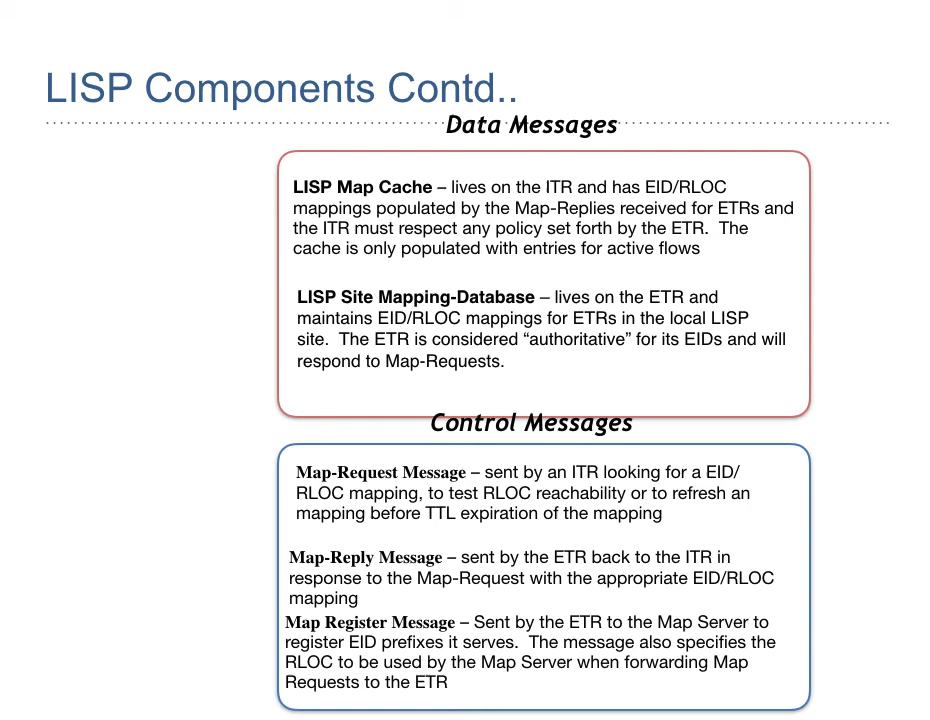 LISP Components Contd..
Data Messages
LISP Map Cache – lives on the ITR and has EID/RLOC
mappings populated by the Map-Replies received for ETRs and
the ITR must respect any policy set forth by the ETR.  The
cache is only populated with entries for active flows
LISP Site Mapping-Database – lives on the ETR and
maintains EID/RLOC mappings for ETRs in the local LISP
site.  The ETR is considered “authoritative” for its EIDs and will
respond to Map-Requests.
Control Messages
Map-Request Message – sent by an ITR looking for a EID/
RLOC mapping, to test RLOC reachability or to refresh an
mapping before TTL expiration of the mapping
Map-Reply Message – sent by the ETR back to the ITR in
response to the Map-Request with the appropriate EID/RLOC
mapping
Map Register Message – Sent by the ETR to the Map Server to
register EID prefixes it serves.  The message also specifies the
RLOC to be used by the Map Server when forwarding Map
Requests to the ETR